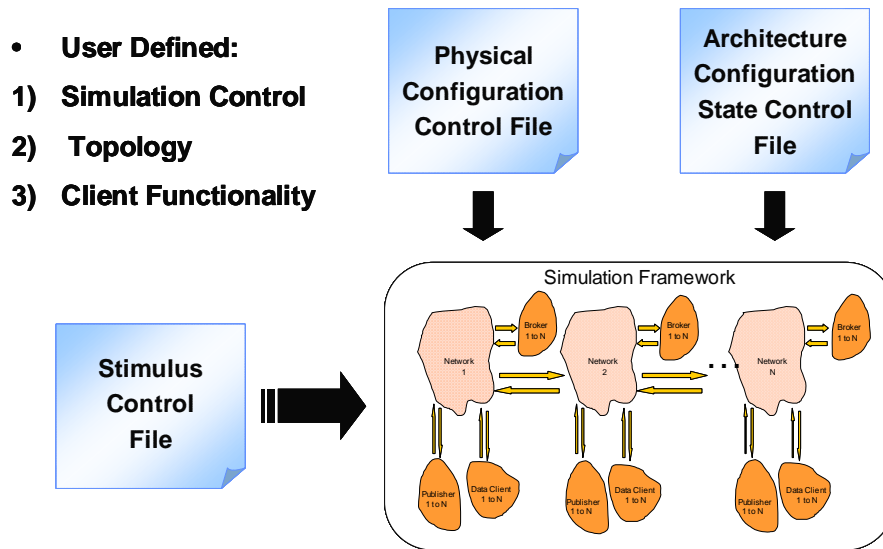 • User Defined:
1) Simulation Control
2) Topology
3) Client Functionality
Physical
Configuration
Control File
Architecture
Configuration
State Control
File
Stimulus
Control
File
Simulation Framework
Broker
1 to N
Network
1
Publisher
1 to N
Data Client
1 to N
Broker
1 to N
Network
2
Publisher
1 to N
Data Client
1 to N
...
Broker
1 to N
Network
N
Publisher
1 to N
Data Client
1 to N